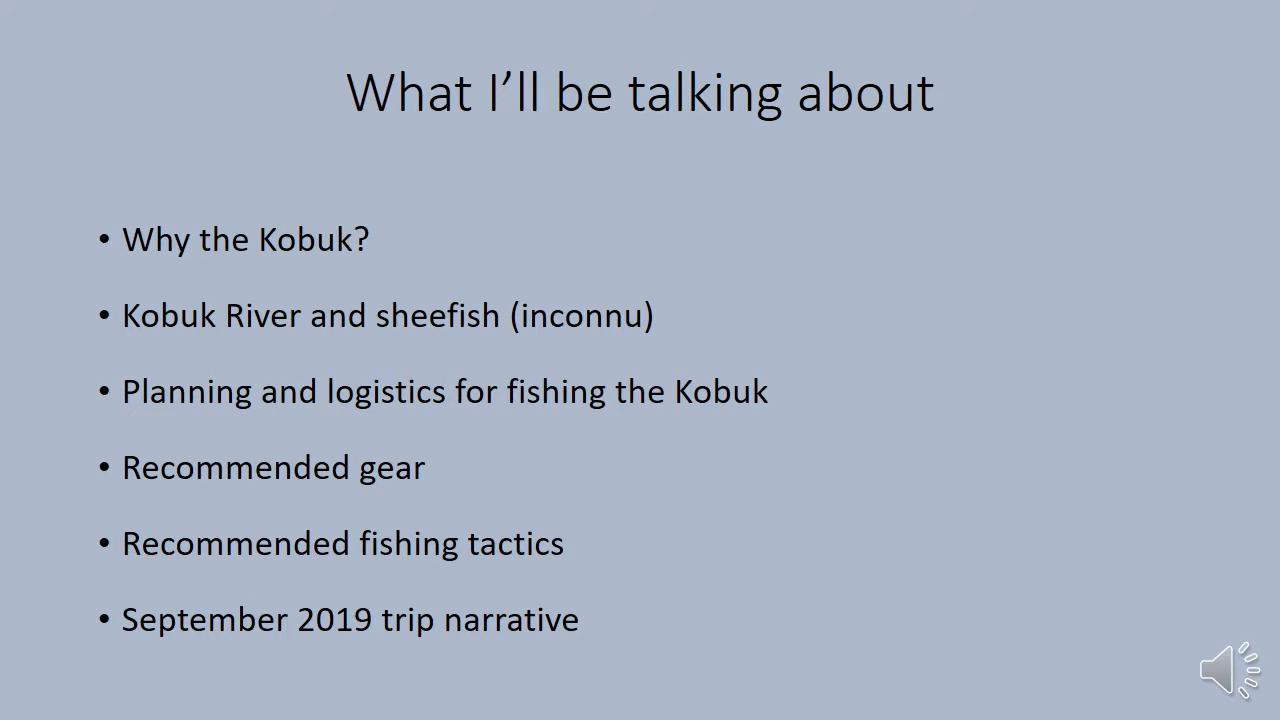 What I’ll be talking about
• Why the Kobuk?
• Kobuk River and sheefish (inconnu)
• Planning and logistics for fishing the Kobuk
• Recommended gear
• Recommended fishing tactics
• September 2019 trip narrative